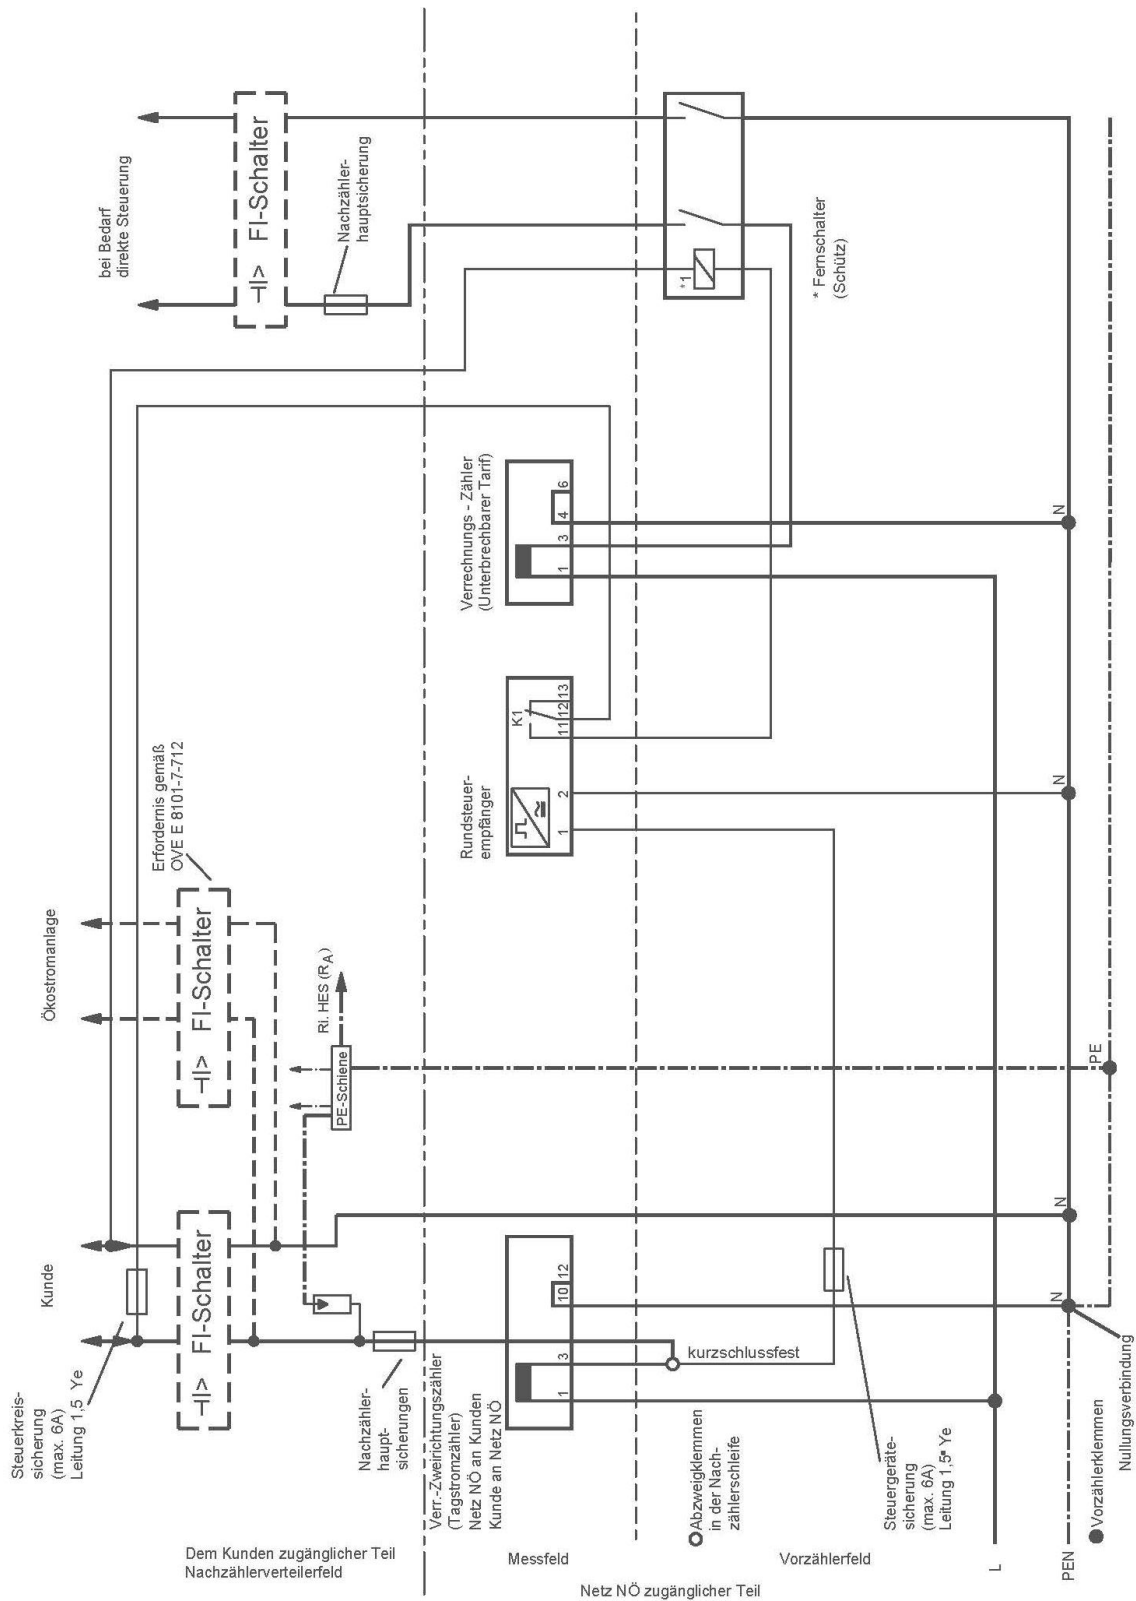 bei Bedarf
direkte Steuerung
FI-Schalter
Nachzähler-
hauptsicherung
*1
* Fernschalter
(Schütz)
Verrechnungs - Zähler
(Unterbrechbarer Tarif)
1
3
4
6
N
Erfordernis gemäß
OVE E 8101-7-712
Ökostromanlage
FI-Schalter
Rundsteuer-
empfänger
K1
1
2
11
12
13
N
RI. HES (RA)
PE-Schiene
PE
Kunde
FI-Schalter
Steuerkreis-
sicherung
(max. 6A)
Leitung 1,5 Ye
Nachzähler-
haupt-
sicherungen
Verr.-Zweirichtungszähler
(Tagstromzähler)
Netz NÖ an Kunden
Kunde an Netz NÖ
1
3
10
12
N
N
kurzschlussfest
Abzweigklemmen
in der Nach-
zählerschleife
Steuergeräte-
sicherung
(max. 6A)
Leitung 1,5" Ye
Nullungsverbindung
Vorzählerklemmen
L
PEN
Dem Kunden zugänglicher Teil
Nachzählerverteilerfeld
Messfeld
Vorzählerfeld
Netz NÖ zugänglicher Teil